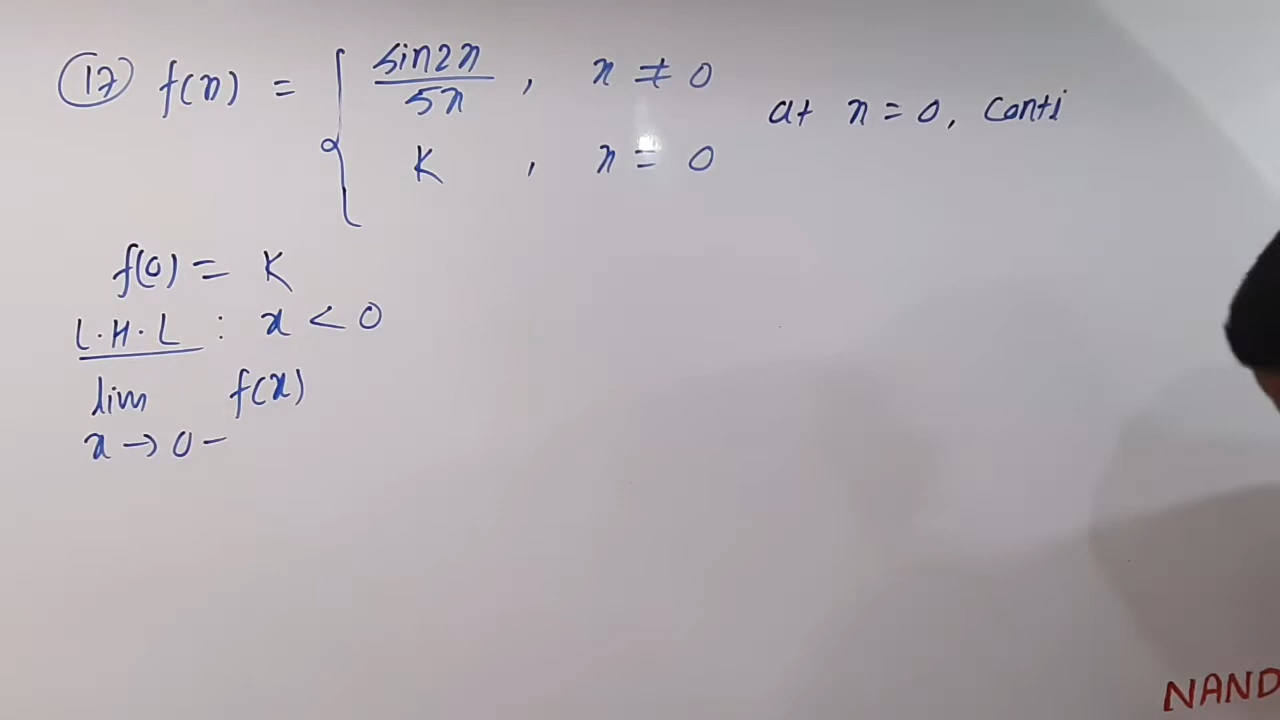 (17) f(x) = { sin2x / 5x , x ≠ 0
K , x = 0
at x = 0, Conti
f(0) = K
L.H.L : x < 0
lim f(x)
x → 0 -
NAND